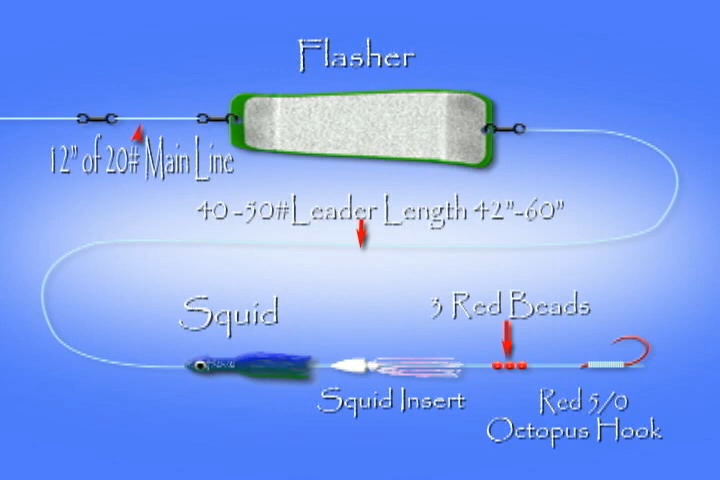 Flasher
12" of 20# Main Line
40-50# Leader Length 42"-60"
Squid
3 Red Beads
Squid Insert
Red 5/0
Octopus Hook